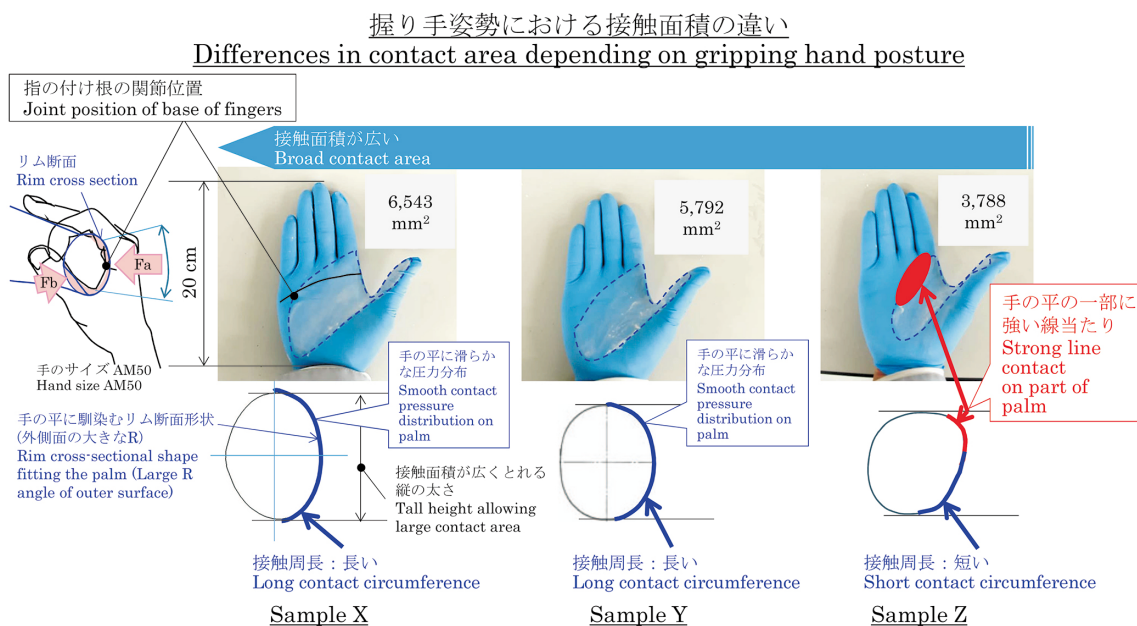 握り手姿勢における接触面積の違い
Differences in contact area depending on gripping hand posture
指の付け根の関節位置
Joint position of base of fingers
接触面積が広い
Broad contact area
リム断面
Rim cross section
Fa
Fb
20 cm
6,543
mm²
5,792
mm²
3,788
mm²
手のサイズ AM50
Hand size AM50
手の平に滑らか
な圧力分布
Smooth contact
pressure
distribution on
palm
手の平に滑らか
な圧力分布
Smooth contact
pressure
distribution on
palm
手の平の一部に
強い線当たり
Strong line
contact
on part of
palm
手の平に馴染むリム断面形状
(外側面の大きなR)
Rim cross-sectional shape
fitting the palm (Large R
angle of outer surface)
接触面積が広くとれる
縦の太さ
Tall height allowing
large contact area
接触周長：長い
Long contact circumference
接触周長：長い
Long contact circumference
接触周長：短い
Short contact circumference
Sample X
Sample Y
Sample Z